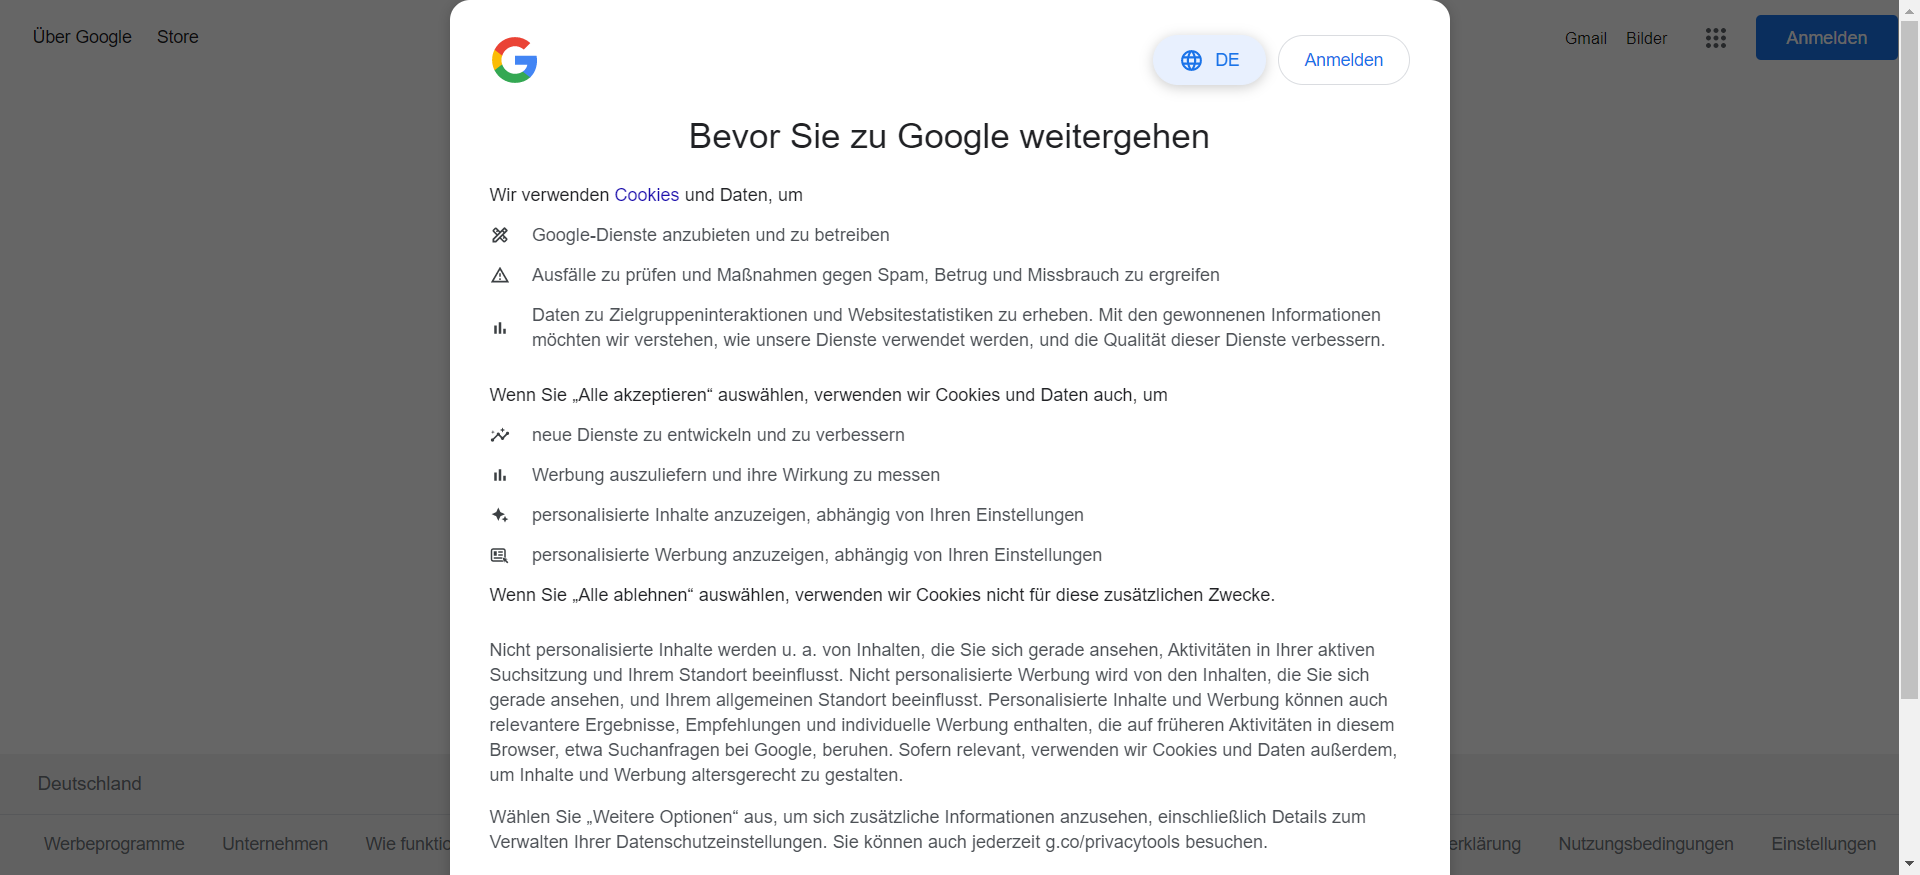 Über Google Store
Gmail Bilder Anmelden
DE Anmelden
Bevor Sie zu Google weitergehen
Wir verwenden Cookies und Daten, um
Google-Dienste anzubieten und zu betreiben
Ausfälle zu prüfen und Maßnahmen gegen Spam, Betrug und Missbrauch zu ergreifen
Daten zu Zielgruppeninteraktionen und Websitestatistiken zu erheben. Mit den gewonnenen Informationen
möchten wir verstehen, wie unsere Dienste verwendet werden, und die Qualität dieser Dienste verbessern.
Wenn Sie „Alle akzeptieren“ auswählen, verwenden wir Cookies und Daten auch, um
neue Dienste zu entwickeln und zu verbessern
Werbung auszuliefern und ihre Wirkung zu messen
personalisierte Inhalte anzuzeigen, abhängig von Ihren Einstellungen
personalisierte Werbung anzuzeigen, abhängig von Ihren Einstellungen
Wenn Sie „Alle ablehnen“ auswählen, verwenden wir Cookies nicht für diese zusätzlichen Zwecke.
Nicht personalisierte Inhalte werden u. a. von Inhalten, die Sie sich gerade ansehen, Aktivitäten in Ihrer aktiven
Suchsitzung und Ihrem Standort beeinflusst. Nicht personalisierte Werbung wird von den Inhalten, die Sie sich
gerade ansehen, und Ihrem allgemeinen Standort beeinflusst. Personalisierte Inhalte und Werbung können auch
relevantere Ergebnisse, Empfehlungen und individuelle Werbung enthalten, die auf früheren Aktivitäten in diesem
Browser, etwa Suchanfragen bei Google, beruhen. Sofern relevant, verwenden wir Cookies und Daten außerdem,
um Inhalte und Werbung altersgerecht zu gestalten.
Wählen Sie „Weitere Optionen“ aus, um sich zusätzliche Informationen anzusehen, einschließlich Details zum
Verwalten Ihrer Datenschutzeinstellungen. Sie können auch jederzeit g.co/privacytools besuchen.
Deutschland
Werbeprogramme Unternehmen Wie funktio
erklärung Nutzungsbedingungen Einstellungen